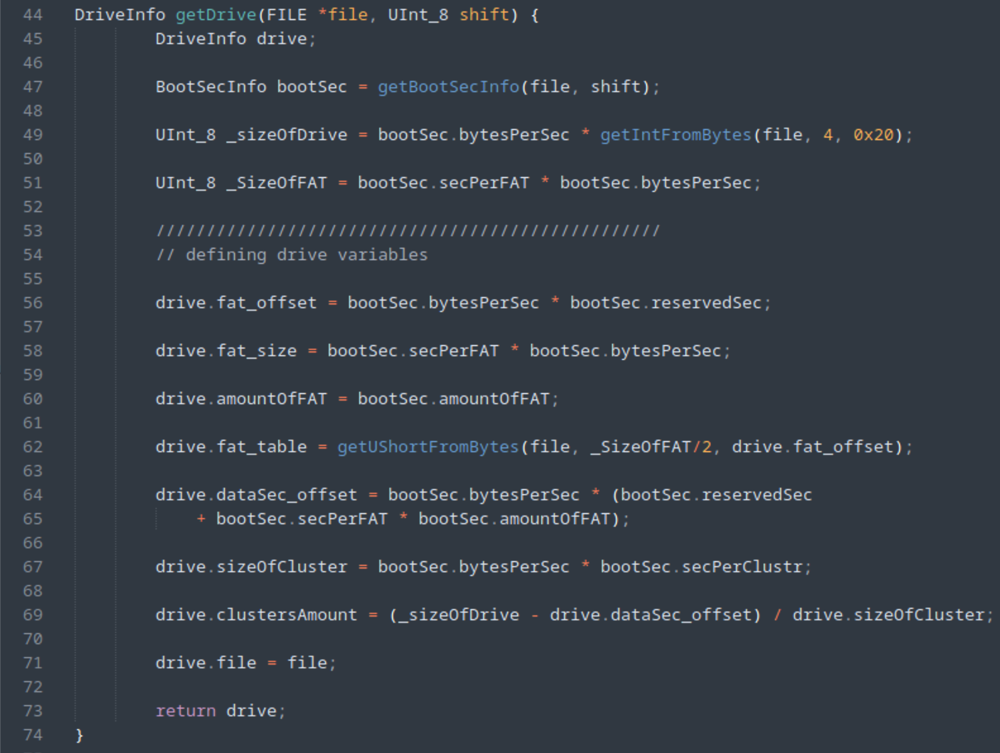 44 DriveInfo getDrive(FILE *file, UInt_8 shift) {
45 DriveInfo drive;
46
47 BootSecInfo bootSec = getBootSecInfo(file, shift);
48
49 UInt_8 _sizeOfDrive = bootSec.bytesPerSec * getIntFromBytes(file, 4, 0x20);
50
51 UInt_8 _SizeOfFAT = bootSec.secPerFAT * bootSec.bytesPerSec;
52
53 //////////////////////////////////////////////////
54 // defining drive variables
55
56 drive.fat_offset = bootSec.bytesPerSec * bootSec.reservedSec;
57
58 drive.fat_size = bootSec.secPerFAT * bootSec.bytesPerSec;
59
60 drive.amountOfFAT = bootSec.amountOfFAT;
61
62 drive.fat_table = getUShortFromBytes(file, _SizeOfFAT/2, drive.fat_offset);
63
64 drive.dataSec_offset = bootSec.bytesPerSec * (bootSec.reservedSec
65 + bootSec.secPerFAT * bootSec.amountOfFAT);
66
67 drive.sizeOfCluster = bootSec.bytesPerSec * bootSec.secPerClustr;
68
69 drive.clustersAmount = (_sizeOfDrive - drive.dataSec_offset) / drive.sizeOfCluster;
70
71 drive.file = file;
72
73 return drive;
74 }